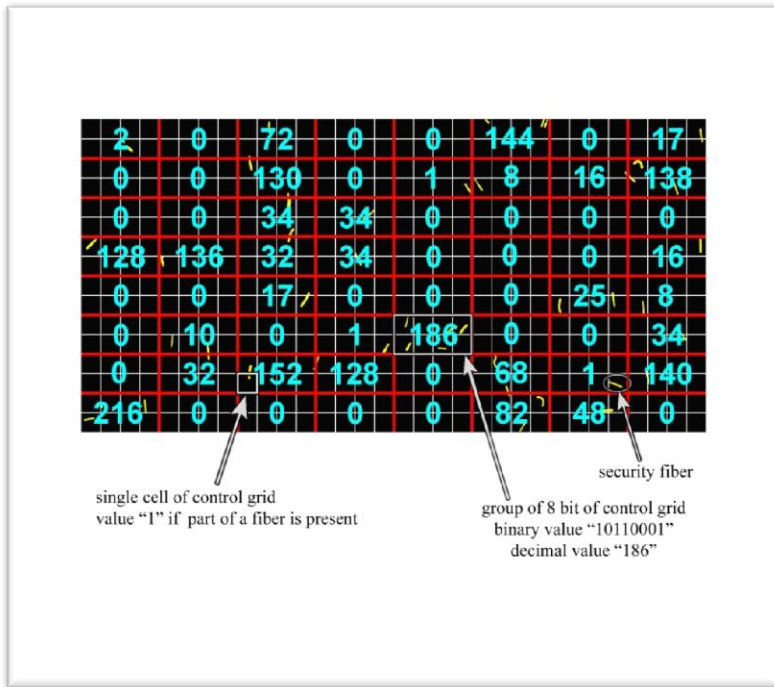 2 0 72 0 0 144 0 17
0 0 130 0 1 8 16 138
0 0 34 34 0 0 0 0
128 136 32 34 0 0 0 16
0 0 17 0 0 0 25 8
0 10 0 1 186 0 0 34
0 32 152 128 0 68 1 140
216 0 0 0 0 82 48 0
security fiber
single cell of control grid
value “1” if part of a fiber is present
group of 8 bit of control grid
binary value “10110001”
decimal value “186”